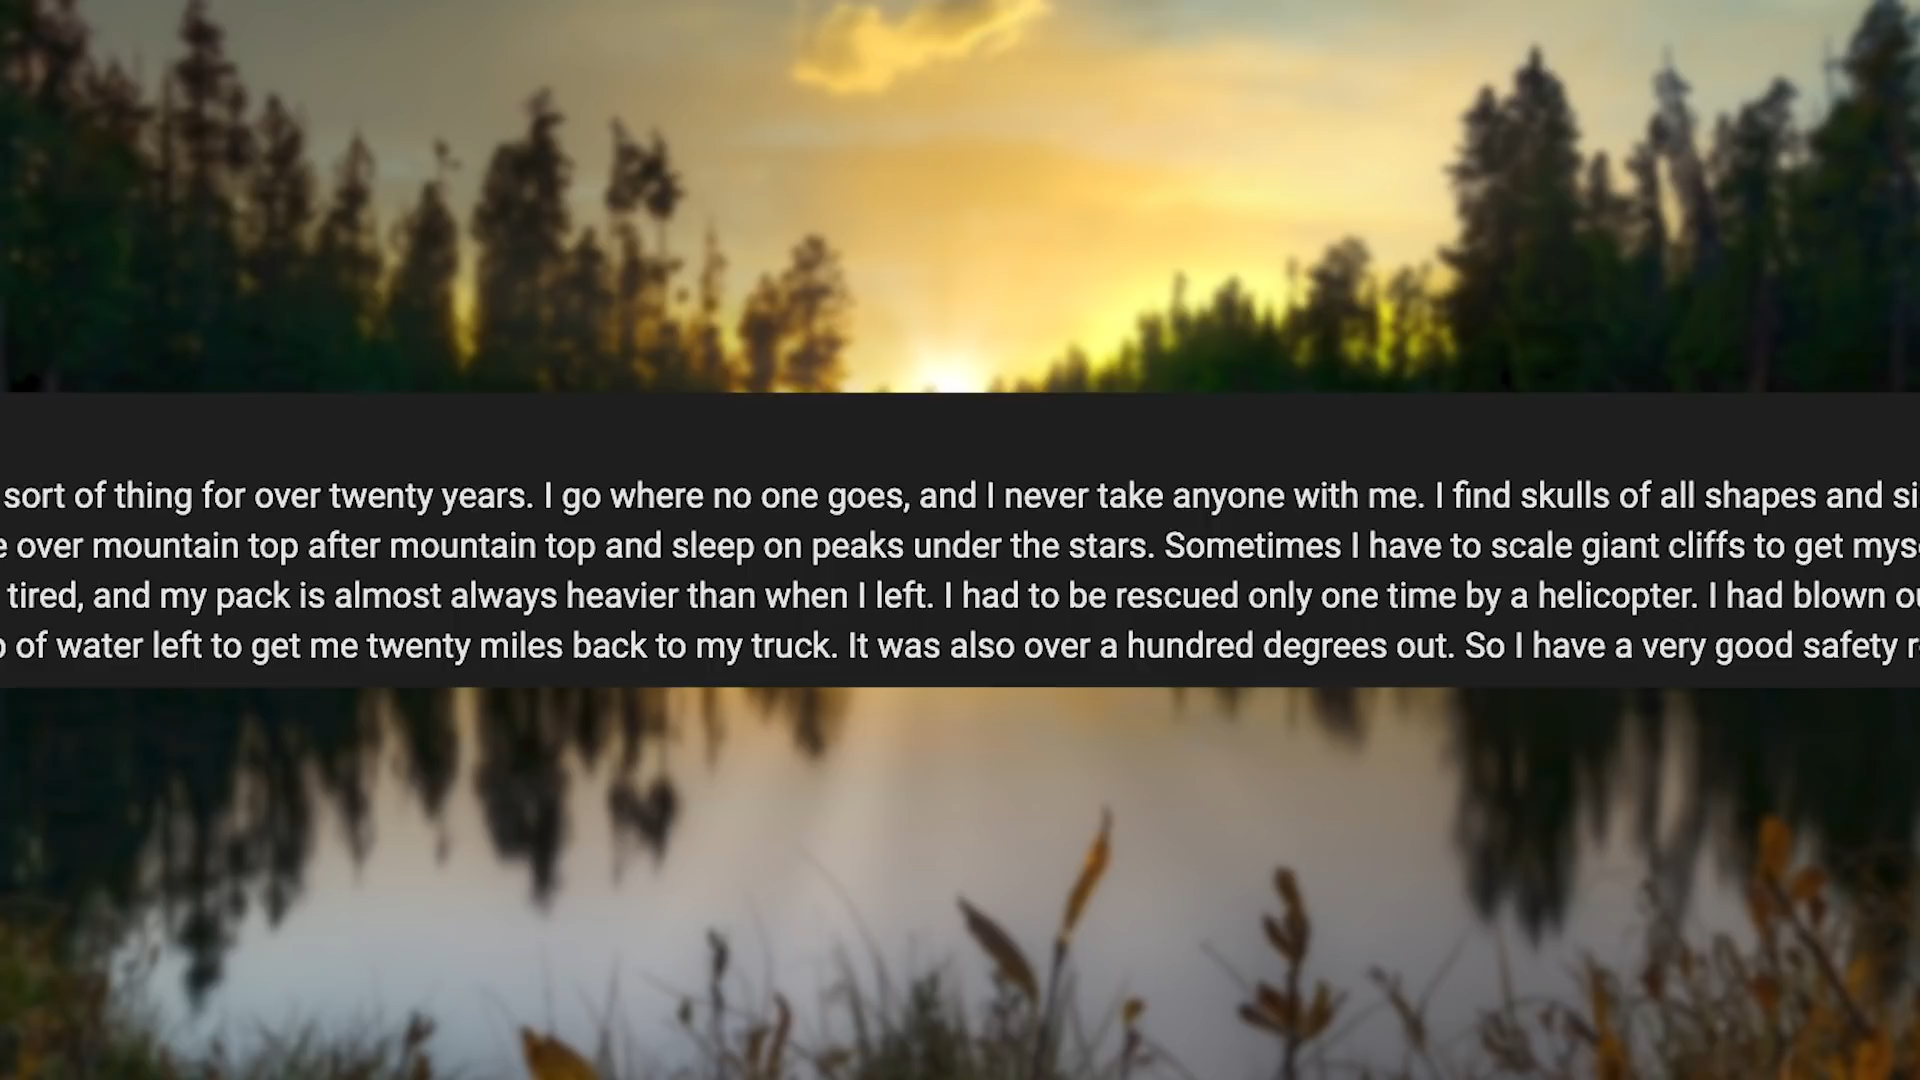 sort of thing for over twenty years. I go where no one goes, and I never take anyone with me. I find skulls of all shapes and si
over mountain top after mountain top and sleep on peaks under the stars. Sometimes I have to scale giant cliffs to get mys
tired, and my pack is almost always heavier than when I left. I had to be rescued only one time by a helicopter. I had blown
of water left to get me twenty miles back to my truck. It was also over a hundred degrees out. So I have a very good safety